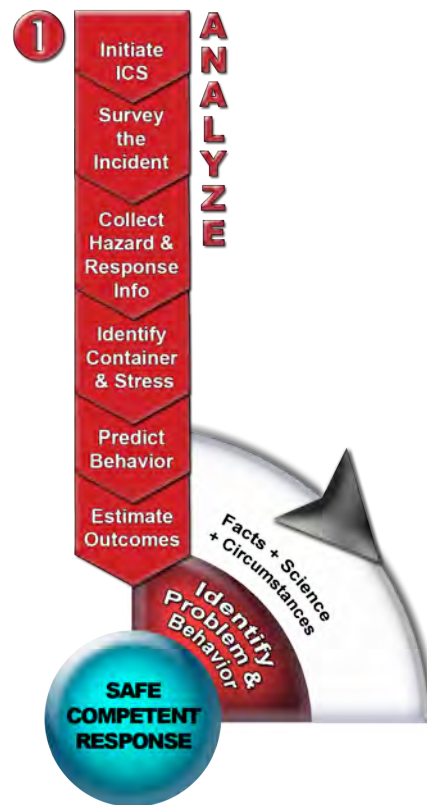 1
ANALYZE
Initiate
ICS
Survey
the
Incident
Collect
Hazard &
Response
Info
Identify
Container
& Stress
Predict
Behavior
Estimate
Outcomes
Facts + Science
+ Circumstances
Identify
Problem &
Behavior
SAFE
COMPETENT
RESPONSE